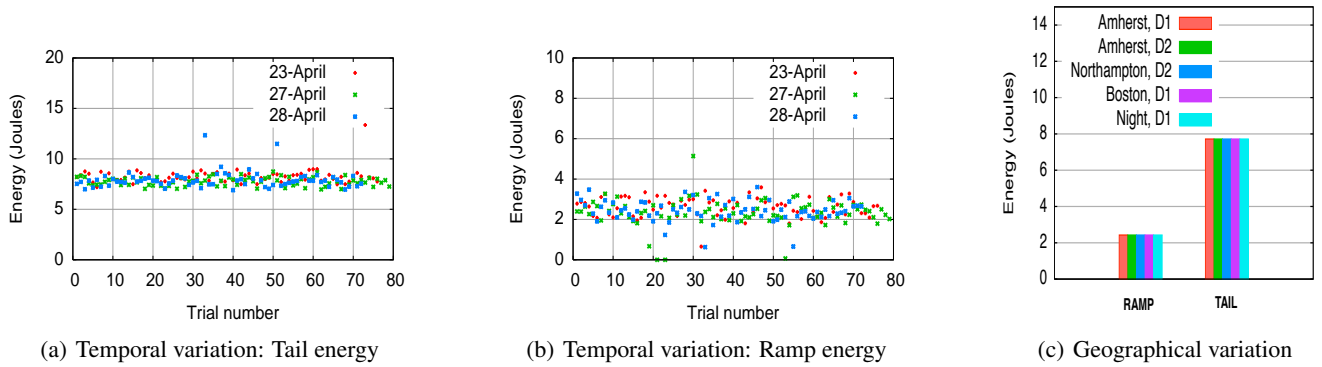 20
15
10
5
0
0 10 20 30 40 50 60 70 80
Energy (Joules)
Trial number
23-April
27-April
28-April
(a) Temporal variation: Tail energy
10
8
6
4
2
0
0 10 20 30 40 50 60 70 80
Energy (Joules)
Trial number
23-April
27-April
28-April
(b) Temporal variation: Ramp energy
14
12
10
8
6
4
2
0
Energy (Joules)
Amherst, D1
Amherst, D2
Northampton, D2
Boston, D1
Night, D1
RAMP TAIL
(c) Geographical variation